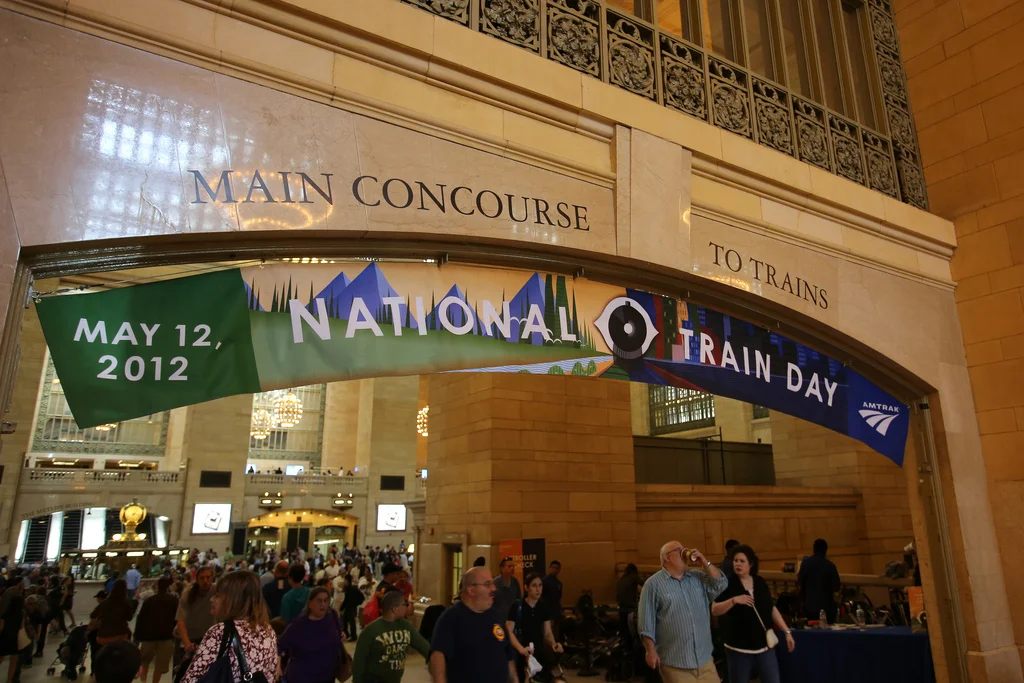 MAIN CONCOURSE
TO TRAINS
MAY 12,
2012
NATIONAL TRAIN DAY
AMTRAK